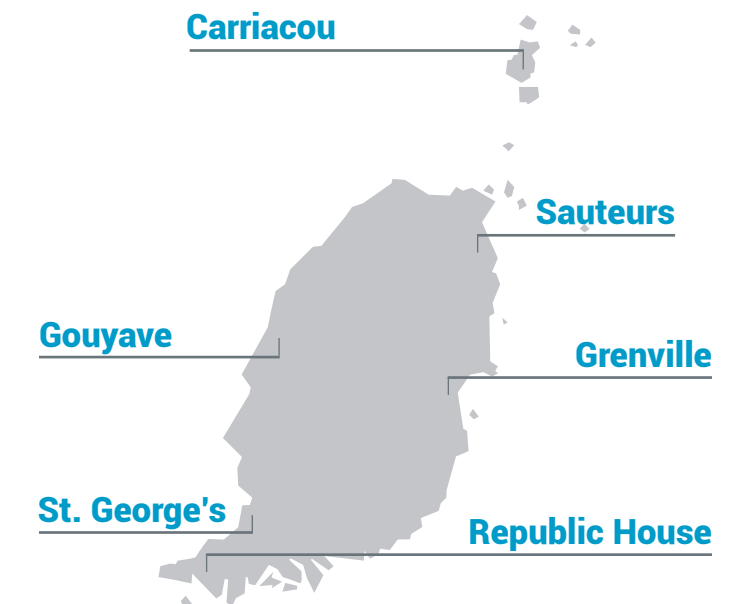 Carriacou
Sauteurs
Gouyave
Grenville
St. George's
Republic House